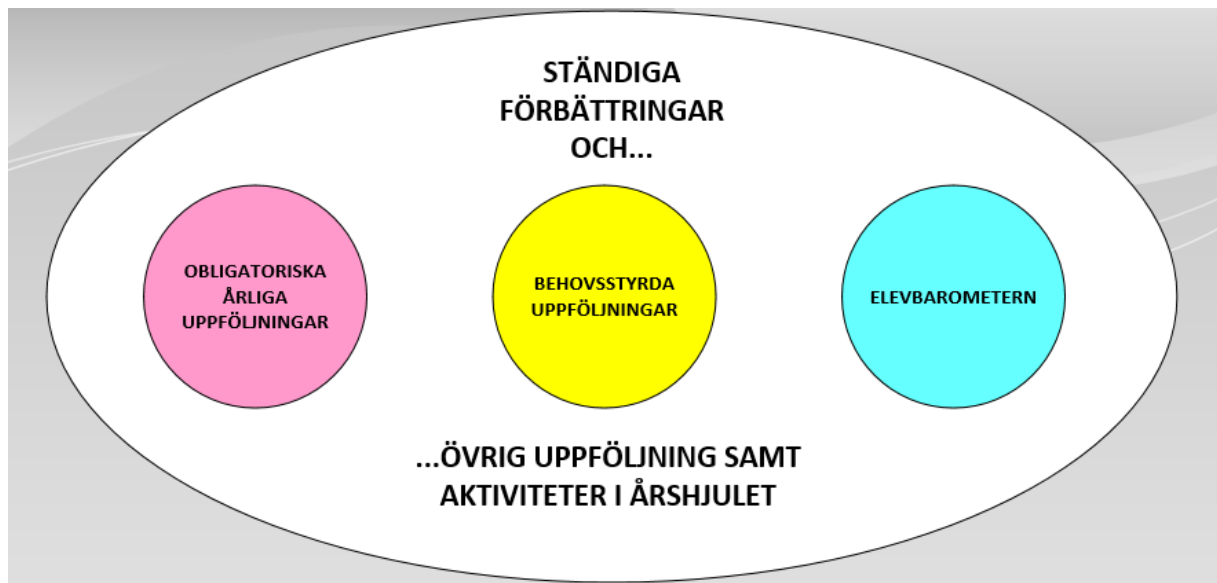 STÄNDIGA
FÖRBÄTTRINGAR
OCH...
OBLIGATORISKA
ÅRLIGA
UPPFÖLJNINGAR
BEHOVSSTYRDA
UPPFÖLJNINGAR
ELEVBAROMETERN
...ÖVRIG UPPFÖLJNING SAMT
AKTIVITETER I ÅRSHJULET